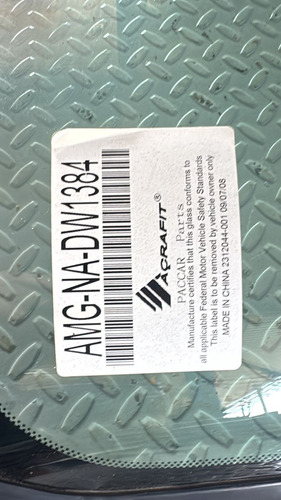 AMG-NA-DW1384
ACRAFIT®
PACCAR Parts
Manufacture certifies that this glass conforms to
all applicable Federal Motor Vehicle Safety Standards
This label is to be removed by vehicle owner only
MADE IN CHINA 2312044-001 09/07/08